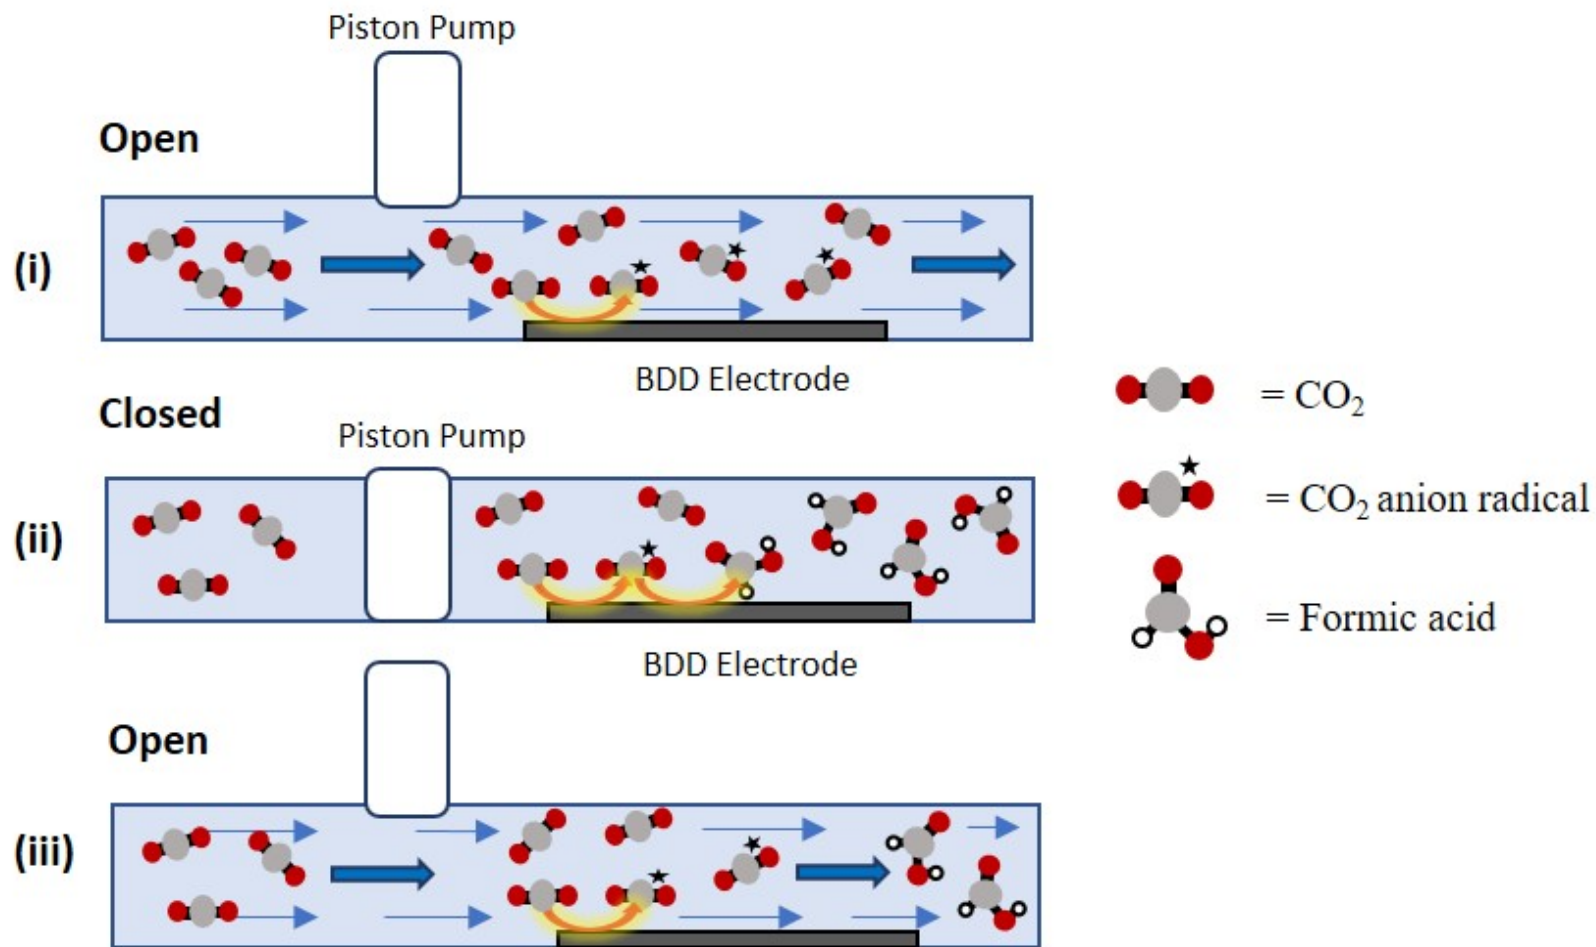 Piston Pump
Open
(i)
BDD Electrode
Closed
Piston Pump
(ii)
BDD Electrode
Open
(iii)
= CO₂
= CO₂ anion radical
= Formic acid